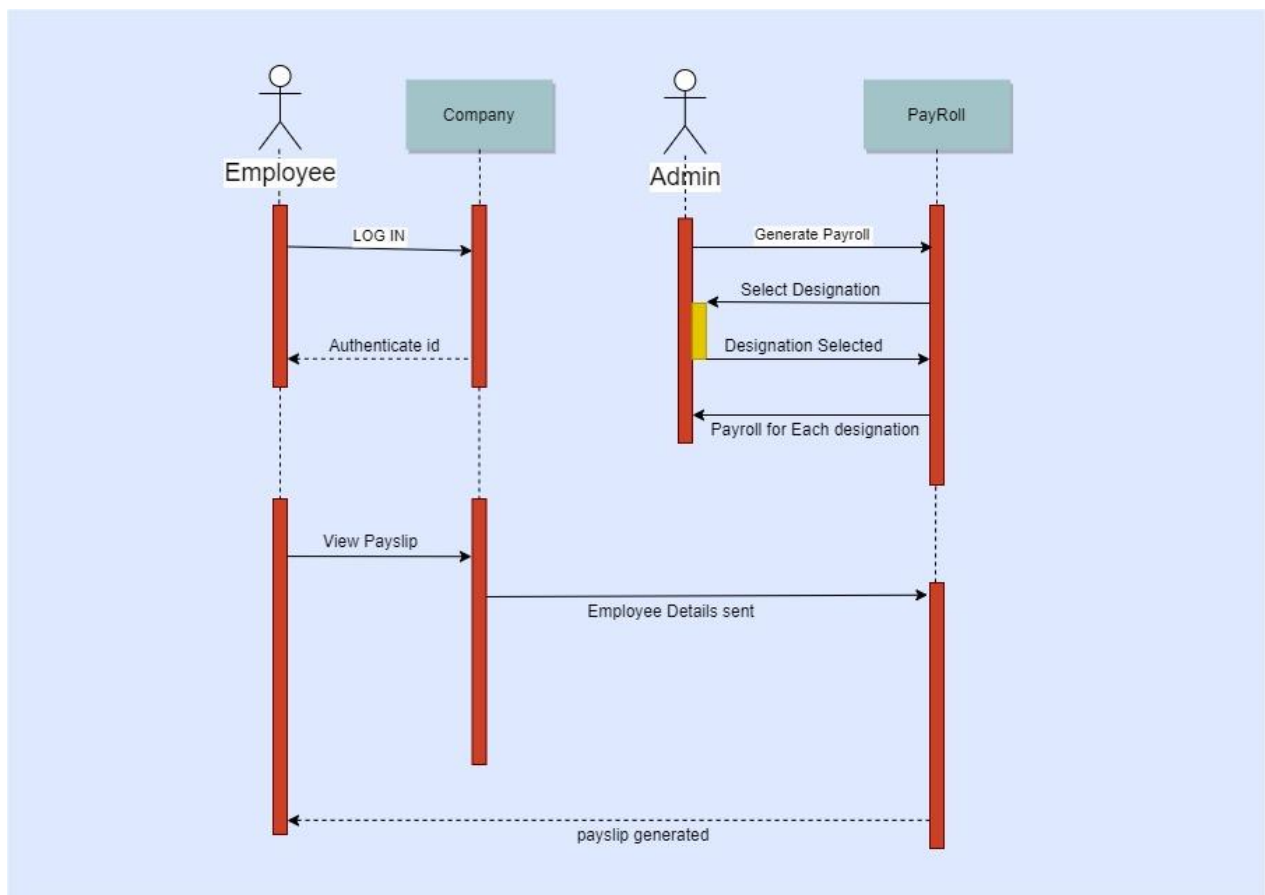 Company
PayRoll
Employee
Admin
LOG IN
Generate Payroll
Select Designation
Authenticate id
Designation Selected
Payroll for Each designation
View Payslip
Employee Details sent
payslip generated